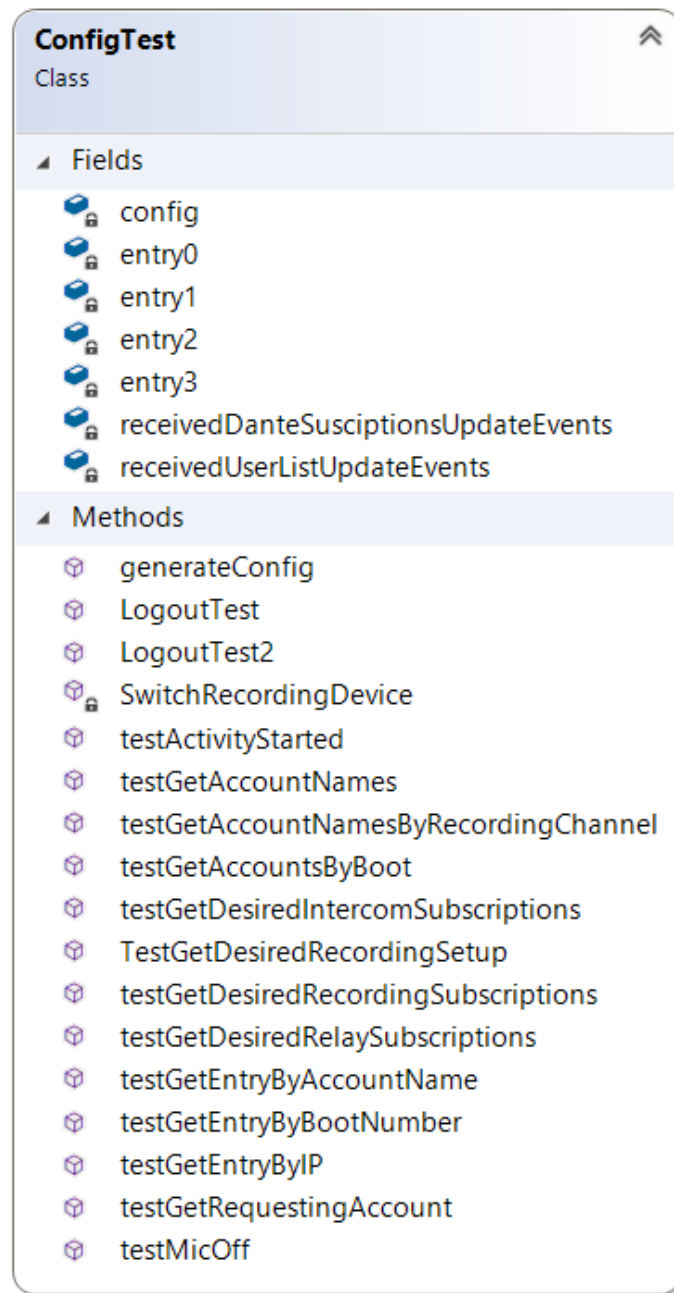 ConfigTest
Class
Fields
config
entry0
entry1
entry2
entry3
receivedDanteSusciptionsUpdateEvents
receivedUserListUpdateEvents
Methods
generateConfig
LogoutTest
LogoutTest2
SwitchRecordingDevice
testActivityStarted
testGetAccountNames
testGetAccountNamesByRecordingChannel
testGetAccountsByBoot
testGetDesiredIntercomSubscriptions
TestGetDesiredRecordingSetup
testGetDesiredRecordingSubscriptions
testGetDesiredRelaySubscriptions
testGetEntryByAccountName
testGetEntryByBootNumber
testGetEntryByIP
testGetRequestingAccount
testMicOff